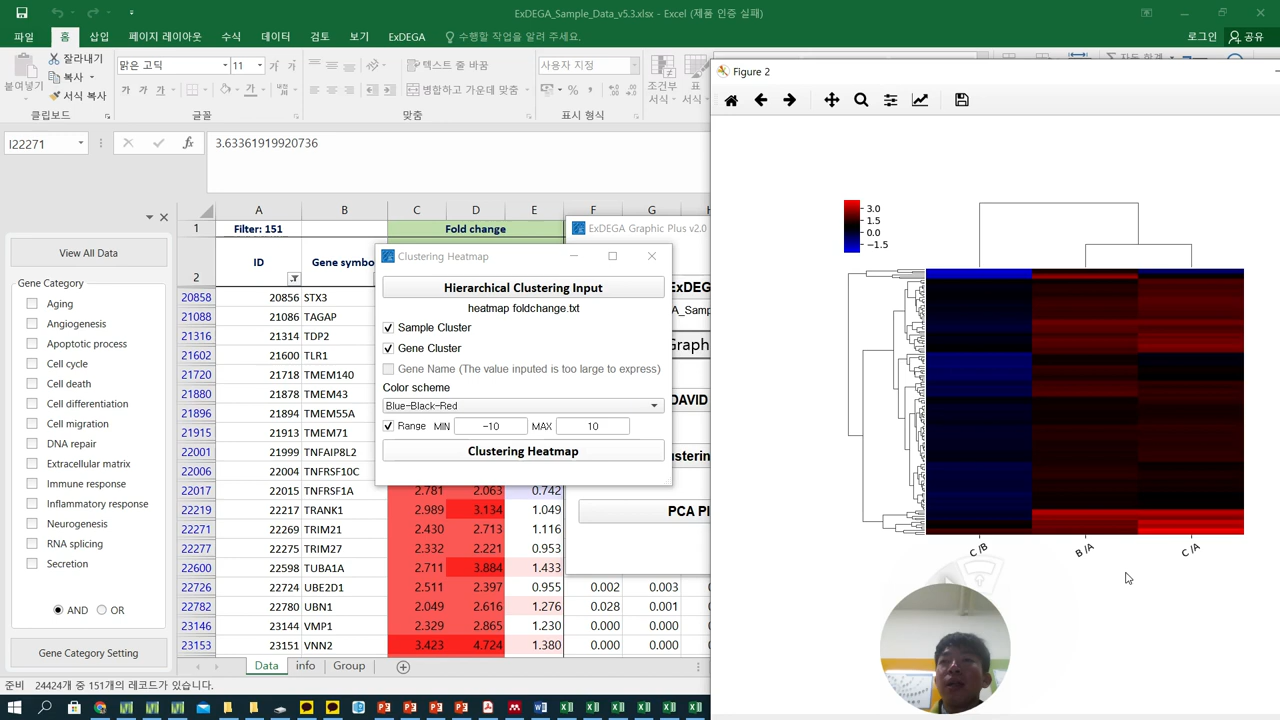 ExDEGA_Sample_Data_v5.3.xlsx - Excel (제품 인증 실패)
파일 홈 삽입 페이지 레이아웃 수식 데이터 검토 보기 ExDEGA 수행할 작업을 알려 주세요. 로그인 공유
붙여넣기 잘라내기 복사 서식 복사
맑은 고딕 11 가 가 가 텍스트 줄 바꿈 병합하고 가운데 맞춤 사용자 지정 조건부 서식 표 서식
클립보드 글꼴 맞춤 표시 형식
I22271 3.63361919920736
View All Data
Gene Category
Aging
Angiogenesis
Apoptotic process
Cell cycle
Cell death
Cell differentiation
Cell migration
DNA repair
Extracellular matrix
Immune response
Inflammatory response
Neurogenesis
RNA splicing
Secretion
AND OR
Gene Category Setting
A B C D E F G
1 Filter: 151 Fold change
2 ID Gene symbo
20858 20856 STX3
21088 21086 TAGAP
21316 21314 TDP2
21602 21600 TLR1
21720 21718 TMEM140
21880 21878 TMEM43
21896 21894 TMEM55A
21915 21913 TMEM71
22001 21999 TNFAIP8L2
22006 22004 TNFRSF10C
22017 22015 TNFRSF1A 2.781 2.063 0.742
22219 22217 TRANK1 2.989 3.134 1.049
22271 22269 TRIM21 2.430 2.713 1.116
22277 22275 TRIM27 2.332 2.221 0.953
22600 22598 TUBA1A 2.711 3.884 1.433
22726 22724 UBE2D1 2.511 2.397 0.955 0.002 0.003
22782 22780 UBN1 2.049 2.616 1.276 0.028 0.001
23146 23144 VMP1 2.329 2.865 1.230 0.000 0.000
23153 23151 VNN2 3.423 4.724 1.380 0.000 0.000
Data info Group
준비 24424개 중 151개의 레코드가 있습니다.
ExDEGA Graphic Plus v2.0
ExDEG
A_Samp
Graph
DAVID
stering
PCA Pl
Clustering Heatmap
Hierarchical Clustering Input
heatmap foldchange.txt
Sample Cluster
Gene Cluster
Gene Name (The value inputed is too large to express)
Color scheme
Blue-Black-Red
Range MIN -10 MAX 10
Clustering Heatmap
Figure 2
3.0
1.5
0.0
-1.5
C /B B /A C /A